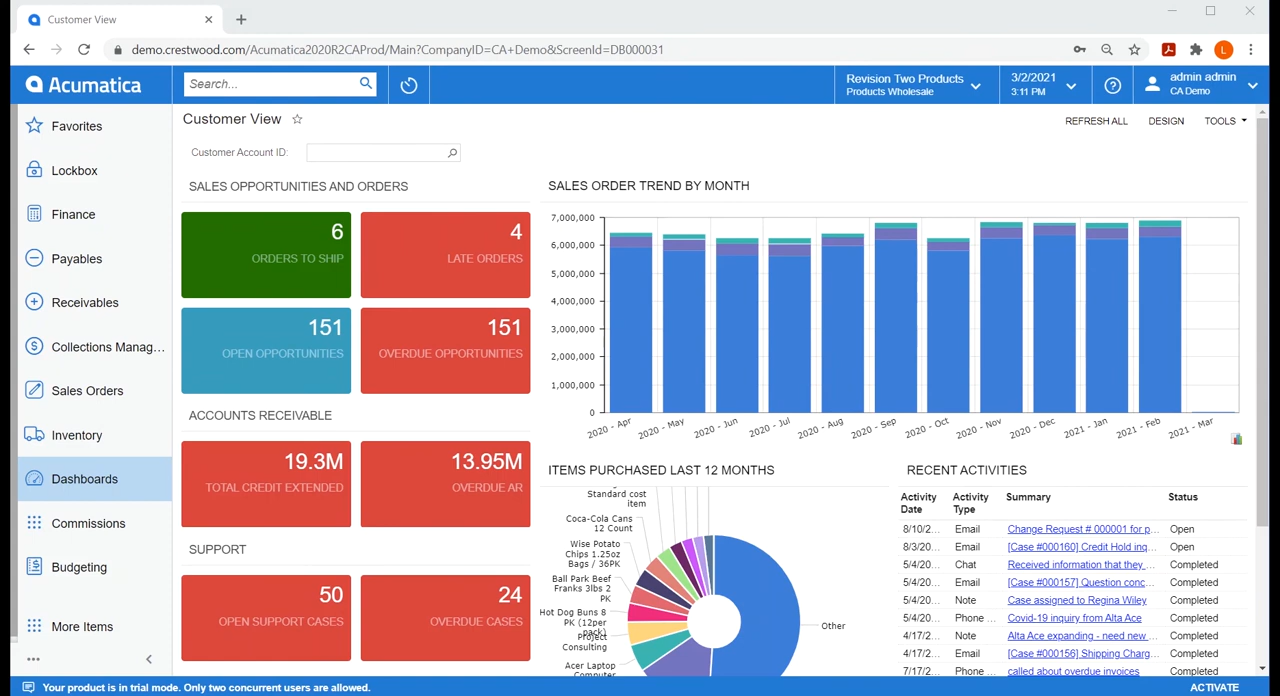 Customer View
demo.crestwood.com/Acumatica2020R2CAProd/Main?CompanyID=CA+Demo&ScreenId=DB000031
L
Acumatica
Search...
Revision Two Products
Products Wholesale
3/2/2021
3:11 PM
admin admin
CA Demo
Favorites
Lockbox
Finance
Payables
Receivables
Collections Manag...
Sales Orders
Inventory
Dashboards
Commissions
Budgeting
More Items
Customer View
REFRESH ALL
DESIGN
TOOLS
Customer Account ID:
SALES OPPORTUNITIES AND ORDERS
6
ORDERS TO SHIP
4
LATE ORDERS
151
OPEN OPPORTUNITIES
151
OVERDUE OPPORTUNITIES
ACCOUNTS RECEIVABLE
19.3M
TOTAL CREDIT EXTENDED
13.95M
OVERDUE AR
SUPPORT
50
OPEN SUPPORT CASES
24
OVERDUE CASES
SALES ORDER TREND BY MONTH
7,000,000
6,000,000
5,000,000
4,000,000
3,000,000
2,000,000
1,000,000
0
2020 - Apr
2020 - May
2020 - Jun
2020 - Jul
2020 - Aug
2020 - Sep
2020 - Oct
2020 - Nov
2020 - Dec
2021 - Jan
2021 - Feb
2021 - Mar
ITEMS PURCHASED LAST 12 MONTHS
Standard cost
item
Coca-Cola Cans
12 Count
Wise Potato
Chips 1.25oz
Bags / 36PK
Ball Park Beef
Franks 3lbs 2
PK
Hot Dog Buns 8
PK (12per
pack)
Project
Consulting
Acer Laptop
Computer
Other
RECENT ACTIVITIES
Activity Date
Activity Type
Summary
Status
8/10/2... Email Change Request # 000001 for p... Open
8/3/20... Email [Case #000160] Credit Hold inq... Open
5/4/20... Chat Received information that they ... Completed
5/4/20... Email [Case #000157] Question conc... Completed
5/4/20... Note Case assigned to Regina Wiley Completed
5/4/20... Phone ... Covid-19 inquiry from Alta Ace Completed
4/17/2... Note Alta Ace expanding - need new ... Completed
4/17/2... Email [Case #000156] Shipping Charg... Completed
7/17/2... Phone ... called about overdue invoices Completed
Your product is in trial mode. Only two concurrent users are allowed.
ACTIVATE